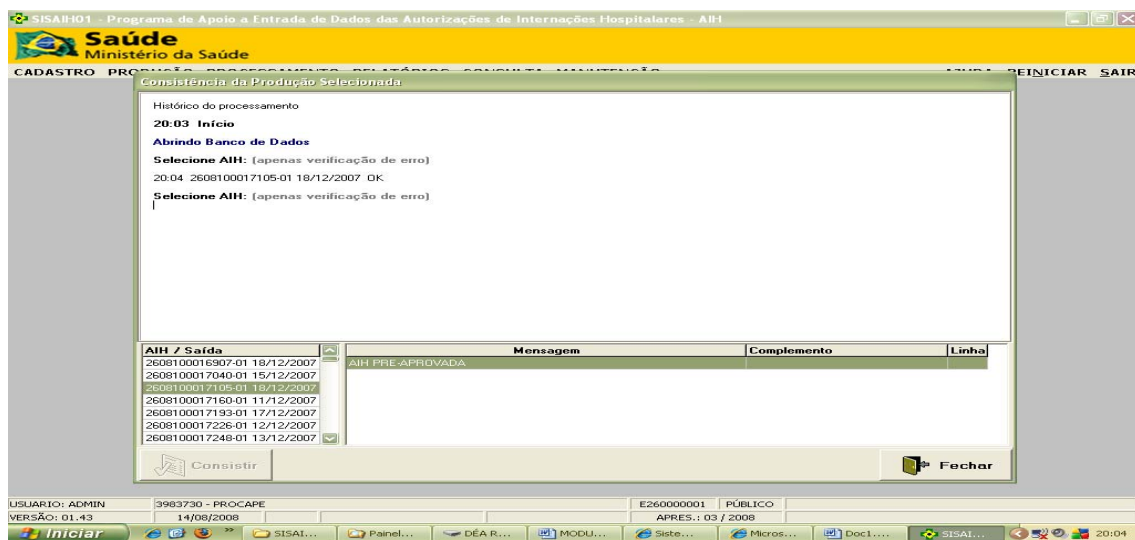 SISAIH01 - Programa de Apoio a Entrada de Dados das Autorizações de Internações Hospitalares - AIH
Saúde
Ministério da Saúde
CADASTRO PRODUÇÃO PROCESSAMENTO RELATÓRIOS CONSULTA MANUTENÇÃO AJUDA REINICIAR SAIR
Consistência da Produção Selecionada
Histórico do processamento
20:03 Início
Abrindo Banco de Dados
Selecione AIH: (apenas verificação de erro)
20:04 2608100017105-01 18/12/2007 OK
Selecione AIH: (apenas verificação de erro)
AIH / Saída Mensagem Complemento Linha
2608100016907-01 18/12/2007 AIH PRE-APROVADA
2608100017040-01 15/12/2007
2608100017105-01 18/12/2007
2608100017160-01 11/12/2007
2608100017193-01 17/12/2007
2608100017226-01 12/12/2007
2608100017248-01 13/12/2007
Consistir Fechar
USUARIO: ADMIN 3983730 - PROCAPE E260000001 PÚBLICO
VERSÃO: 01.43 14/08/2008 APRES.: 03 / 2008
Iniciar SISAI... Painel... DÉA R... MODU... Siste... Micros... Doc1.... SISAI... 20:04